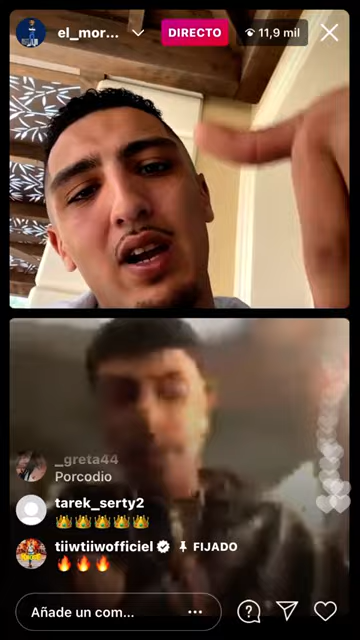 el_mor...
DIRECTO
11,9 mil
_greta44
Porcodio
tarek_serty2
tiiwtiiwofficiel FIJADO
Añade un com...